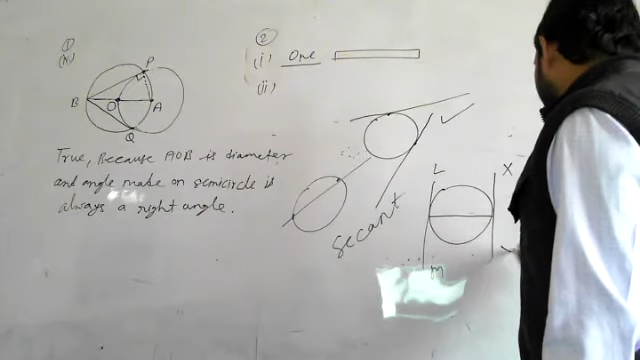 1
(x)
P
B
O
A
Q
True, Because AOB is diameter
and angle made on semicircle is
always a right angle.
2
(i) One
(ii)
secant
L
X
M